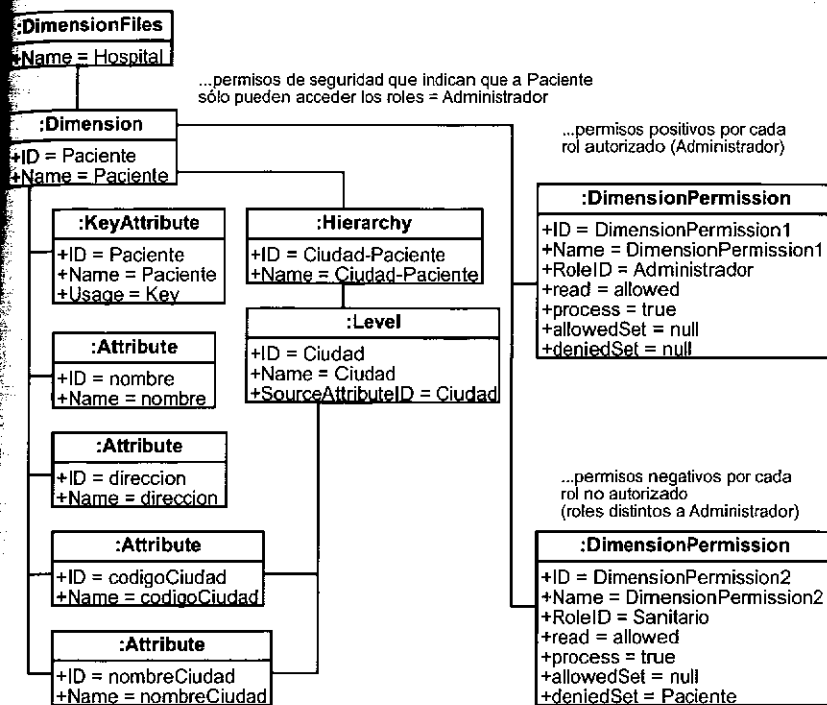 :DimensionFiles
+Name = Hospital
...permisos de seguridad que indican que a Paciente
sólo pueden acceder los roles = Administrador
:Dimension
+ID = Paciente
+Name = Paciente
...permisos positivos por cada
rol autorizado (Administrador)
:KeyAttribute
+ID = Paciente
+Name = Paciente
+Usage = Key
:Hierarchy
+ID = Ciudad-Paciente
+Name = Ciudad-Paciente
:DimensionPermission
+ID = DimensionPermission1
+Name = DimensionPermission1
+RoleID = Administrador
+read = allowed
+process = true
+allowedSet = null
+deniedSet = null
:Level
+ID = Ciudad
+Name = Ciudad
+SourceAttributeID = Ciudad
:Attribute
+ID = nombre
+Name = nombre
:Attribute
+ID = direccion
+Name = direccion
...permisos negativos por cada
rol no autorizado
(roles distintos a Administrador)
:Attribute
+ID = codigoCiudad
+Name = codigoCiudad
:DimensionPermission
+ID = DimensionPermission2
+Name = DimensionPermission2
+RoleID = Sanitario
+read = allowed
+process = true
+allowedSet = null
+deniedSet = Paciente
:Attribute
+ID = nombreCiudad
+Name = nombreCiudad